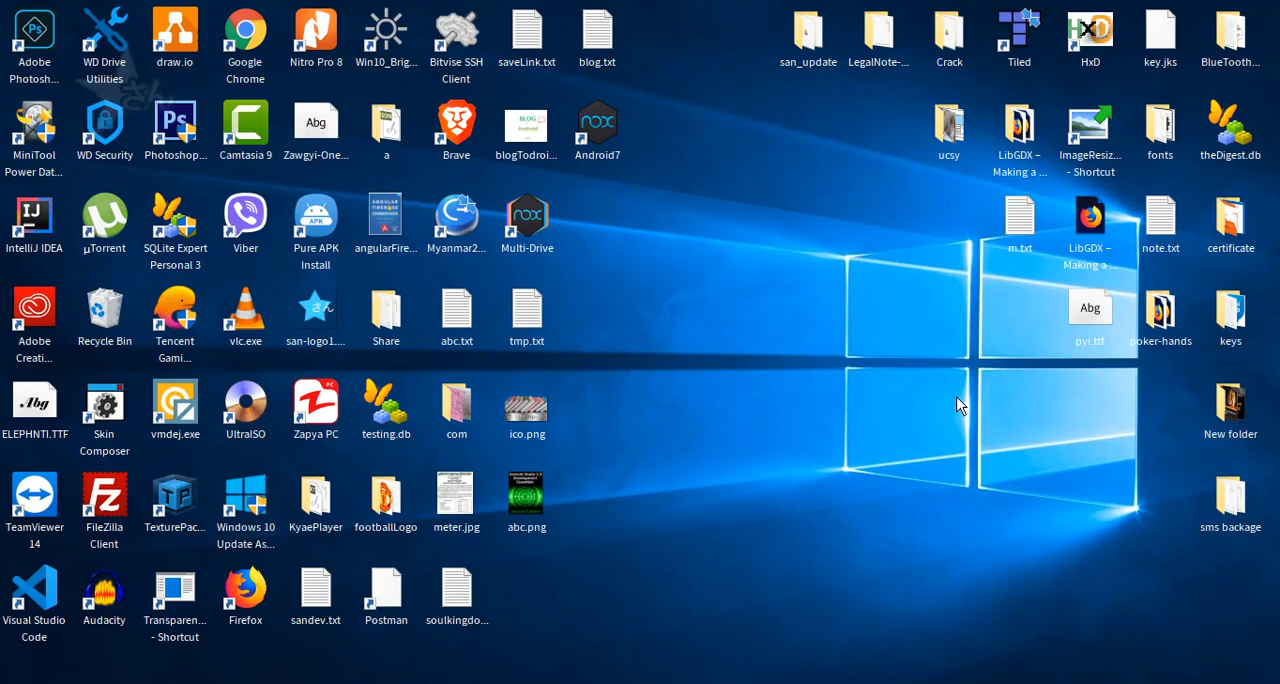 Adobe Photosh...
WD Drive Utilities
draw.io
Google Chrome
Nitro Pro 8
Win10_Brig...
Bitvise SSH Client
saveLink.txt
blog.txt
san_update
LegalNote-...
Crack
Tiled
HxD
key.jks
BlueTooth...
MiniTool Power Dat...
WD Security
Photoshop...
Camtasia 9
Zawgyi-One...
a
Brave
blogTodroi...
Android7
ucsy
LibGDX – Making a ...
ImageResiz... - Shortcut
fonts
theDigest.db
IntelliJ IDEA
µTorrent
SQLite Expert Personal 3
Viber
Pure APK Install
angularFire...
Myanmar2...
Multi-Drive
m.txt
LibGDX – Making a ...
note.txt
certificate
Adobe Creati...
Recycle Bin
Tencent Gami...
vlc.exe
san-logo1....
Share
abc.txt
tmp.txt
pyi.ttf
poker-hands
keys
ELEPHNTI.TTF
Skin Composer
vmdej.exe
UltraISO
Zapya PC
testing.db
com
ico.png
New folder
TeamViewer 14
FileZilla Client
TexturePac...
Windows 10 Update As...
KyaePlayer
footballLogo
meter.jpg
abc.png
sms backage
Visual Studio Code
Audacity
Transparen... - Shortcut
Firefox
sandev.txt
Postman
soulkingdo...